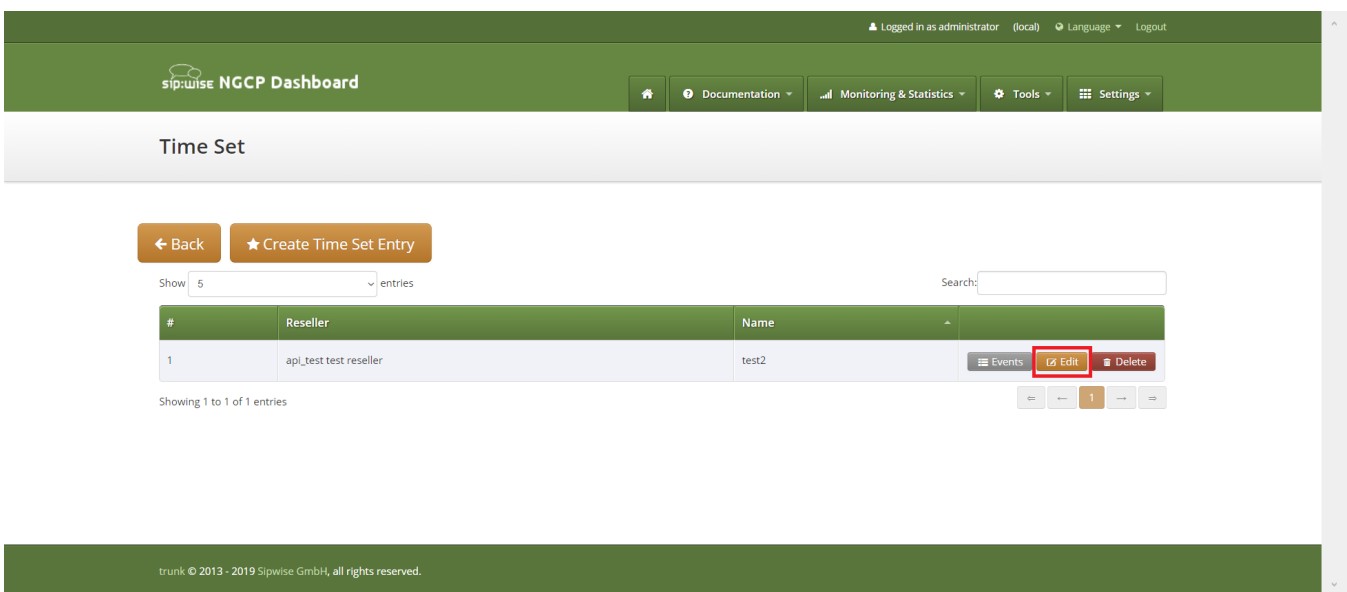 Logged in as administrator (local) Language Logout
sip:wise NGCP Dashboard
Documentation Monitoring & Statistics Tools Settings
Time Set
Back Create Time Set Entry
Show 5 entries Search:
# Reseller Name
1 api_test test reseller test2 Events Edit Delete
Showing 1 to 1 of 1 entries ⇐ ← 1 → ⇒
trunk © 2013 - 2019 Sipwise GmbH, all rights reserved.